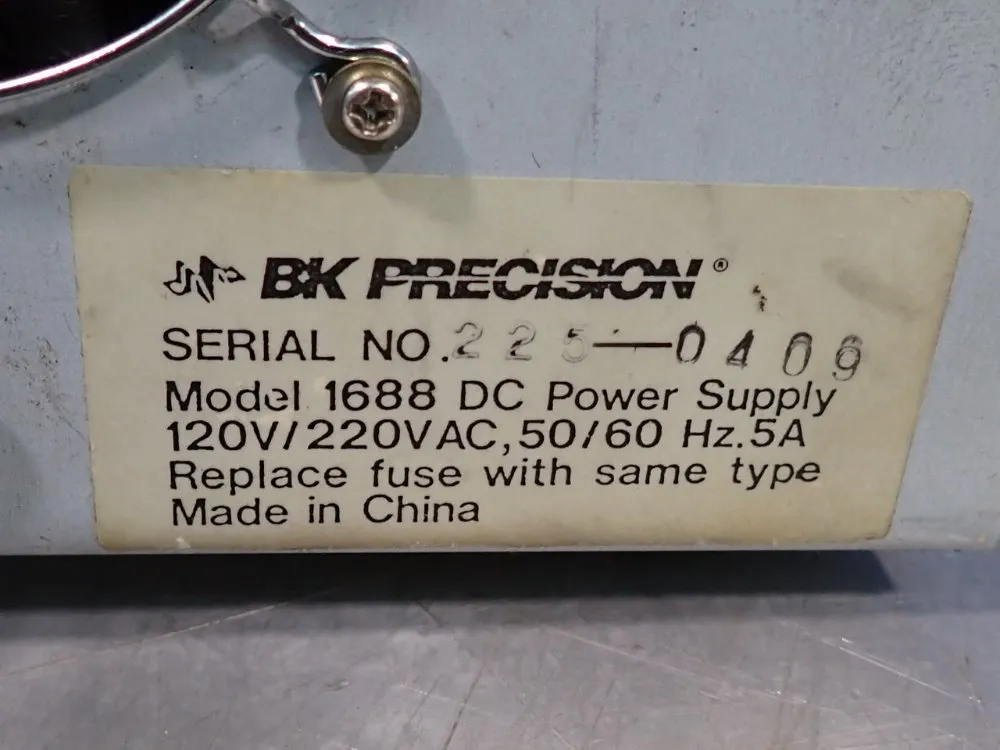 BK PRECISION®
SERIAL NO. 225-0409
Model 1688 DC Power Supply
120V/220VAC, 50/60 Hz. 5A
Replace fuse with same type
Made in China